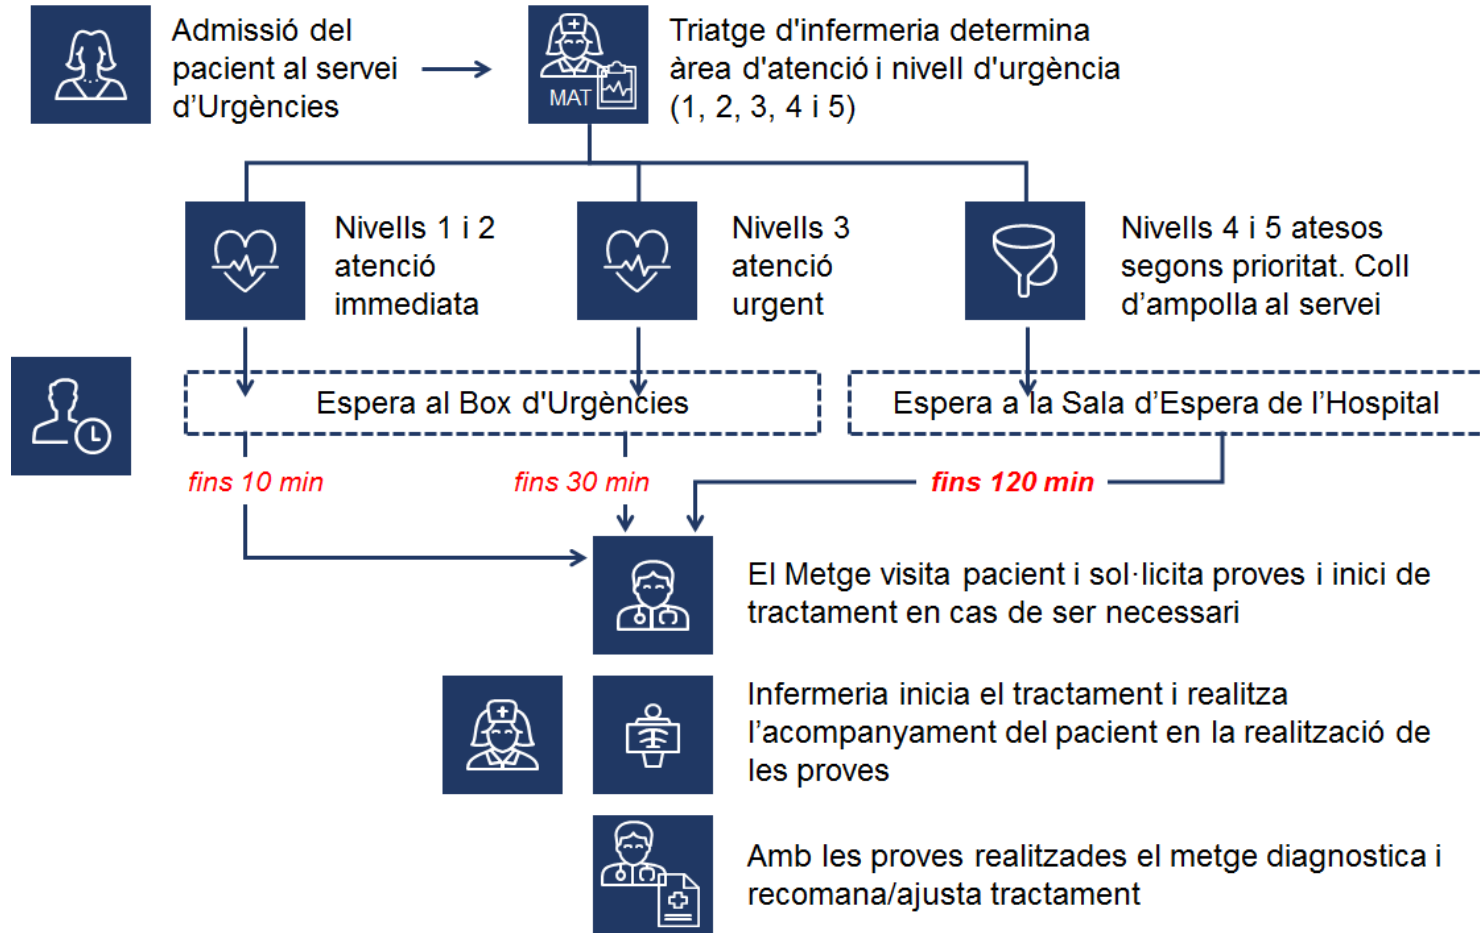 Admissió del
pacient al servei
d’Urgències
MAT
Triatge d'infermeria determina
àrea d'atenció i nivell d'urgència
(1, 2, 3, 4 i 5)
Nivells 1 i 2
atenció
immediata
Nivells 3
atenció
urgent
Nivells 4 i 5 atesos
segons prioritat. Coll
d’ampolla al servei
Espera al Box d'Urgències
Espera a la Sala d’Espera de l’Hospital
fins 10 min
fins 30 min
fins 120 min
El Metge visita pacient i sol·licita proves i inici de
tractament en cas de ser necessari
Infermeria inicia el tractament i realitza
l’acompanyament del pacient en la realització de
les proves
Amb les proves realitzades el metge diagnostica i
recomana/ajusta tractament